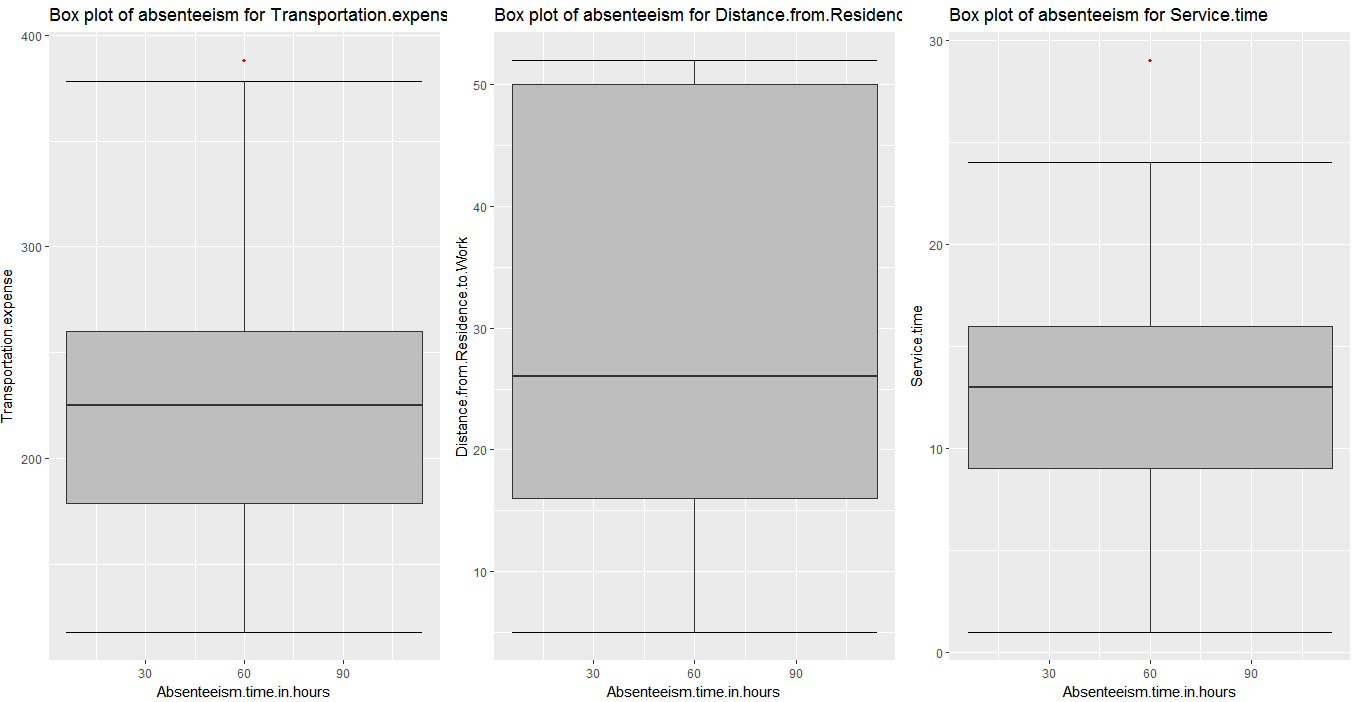 Box plot of absenteeism for Transportation.expens
400
300
200
Transportation.expense
30 60 90
Absenteeism.time.in.hours
Box plot of absenteeism for Distance.from.Residenc
50
40
30
20
10
Distance.from.Residence.to.Work
30 60 90
Absenteeism.time.in.hours
Box plot of absenteeism for Service.time
30
20
10
0
Service.time
30 60 90
Absenteeism.time.in.hours